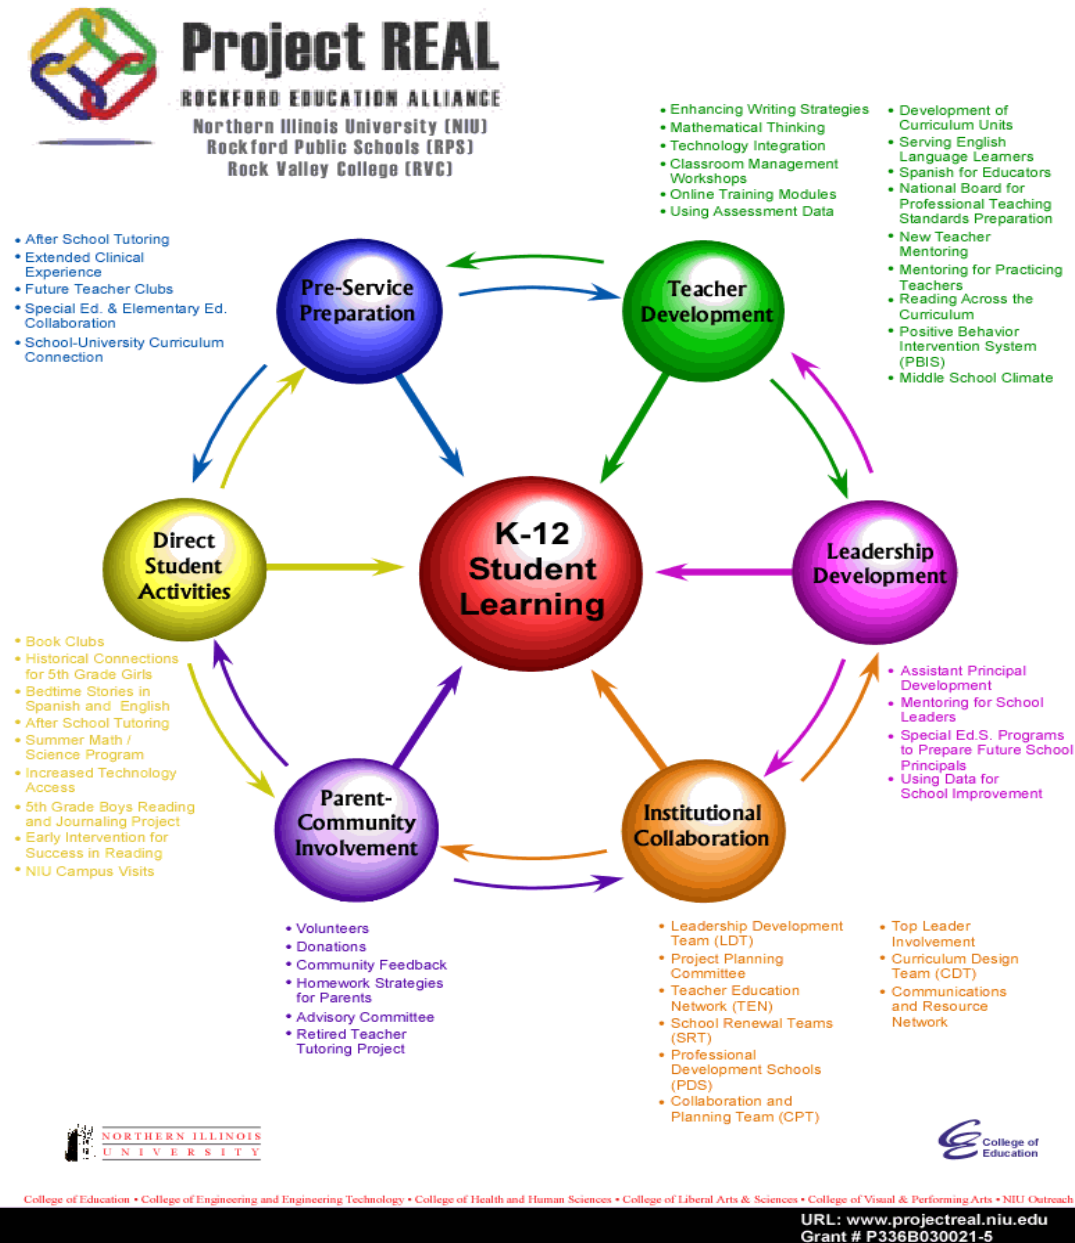 Project REAL
ROCKFORD EDUCATION ALLIANCE
Northern Illinois University (NIU)
Rockford Public Schools (RPS)
Rock Valley College (RVC)
• Enhancing Writing Strategies
• Mathematical Thinking
• Technology Integration
• Classroom Management
Workshops
• Online Training Modules
• Using Assessment Data
• Development of
Curriculum Units
• Serving English
Language Learners
• Spanish for Educators
• National Board for
Professional Teaching
Standards Preparation
• New Teacher
Mentoring
• Mentoring for Practicing
Teachers
• Reading Across the
Curriculum
• Positive Behavior
Intervention System
(PBIS)
• Middle School Climate
• After School Tutoring
• Extended Clinical
Experience
• Future Teacher Clubs
• Special Ed. & Elementary Ed.
Collaboration
• School-University Curriculum
Connection
Pre-Service
Preparation
Teacher
Development
Direct
Student
Activities
K-12
Student
Learning
Leadership
Development
• Book Clubs
• Historical Connections
for 5th Grade Girls
• Bedtime Stories in
Spanish and English
• After School Tutoring
• Summer Math /
Science Program
• Increased Technology
Access
• 5th Grade Boys Reading
and Journaling Project
• Early Intervention for
Success in Reading
• NIU Campus Visits
• Assistant Principal
Development
• Mentoring for School
Leaders
• Special Ed.S. Programs
to Prepare Future School
Principals
• Using Data for
School Improvement
Parent-
Community
Involvement
Institutional
Collaboration
• Volunteers
• Donations
• Community Feedback
• Homework Strategies
for Parents
• Advisory Committee
• Retired Teacher
Tutoring Project
• Leadership Development
Team (LDT)
• Project Planning
Committee
• Teacher Education
Network (TEN)
• School Renewal Teams
(SRT)
• Professional
Development Schools
(PDS)
• Collaboration and
Planning Team (CPT)
• Top Leader
Involvement
• Curriculum Design
Team (CDT)
• Communications
and Resource
Network
NORTHERN ILLINOIS
UNIVERSITY
College of
Education
College of Education • College of Engineering and Engineering Technology • College of Health and Human Sciences • College of Liberal Arts & Sciences • College of Visual & Performing Arts • NIU Outreach
URL: www.projectreal.niu.edu
Grant # P336B030021-5